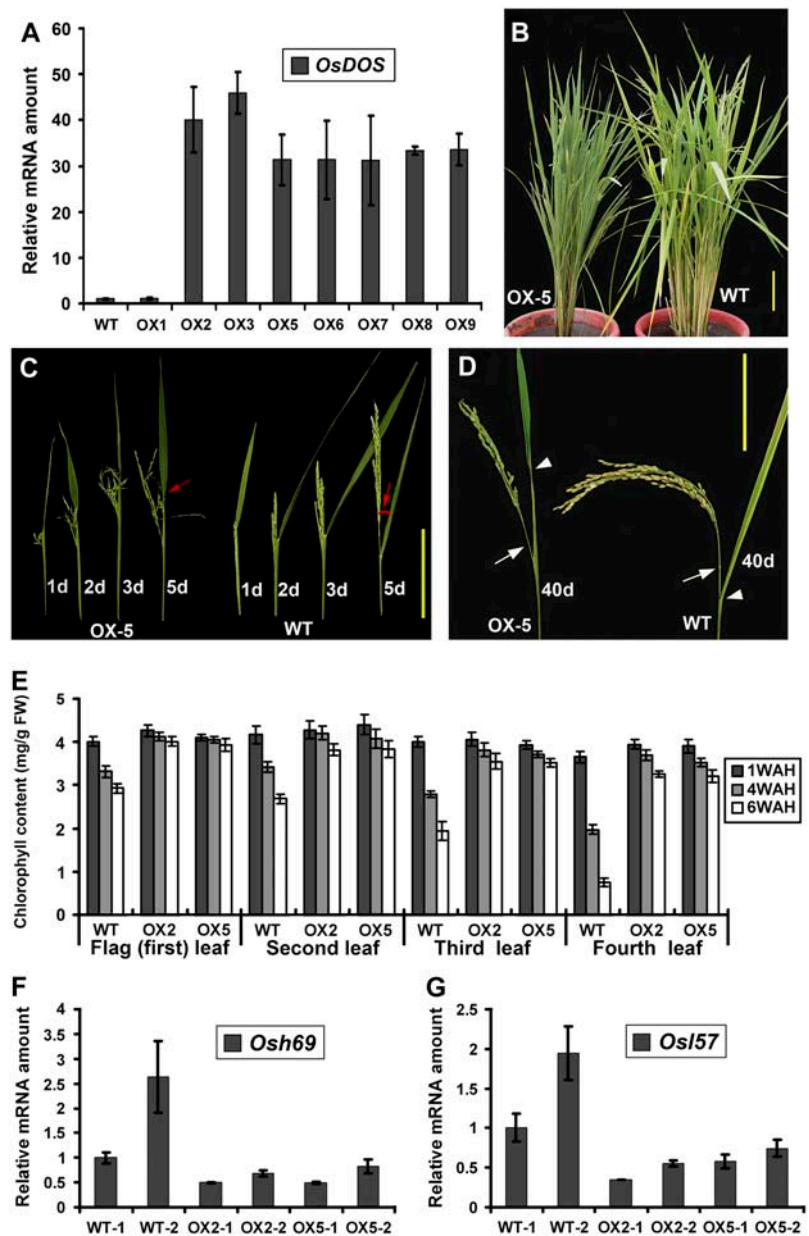 A
Relative mRNA amount
60
50
40
30
20
10
0
OsDOS
WT OX1 OX2 OX3 OX5 OX6 OX7 OX8 OX9
B
OX-5
WT
C
1d 2d 3d 5d
OX-5
1d 2d 3d 5d
WT
D
40d
OX-5
40d
WT
E
Chlorophyll content (mg/g FW)
5
4
3
2
1
0
1WAH
4WAH
6WAH
WT OX2 OX5 WT OX2 OX5 WT OX2 OX5 WT OX2 OX5
Flag (first) leaf Second leaf Third leaf Fourth leaf
F
Relative mRNA amount
4
3.5
3
2.5
2
1.5
1
0.5
0
Osh69
WT-1 WT-2 OX2-1 OX2-2 OX5-1 OX5-2
G
Relative mRNA amount
2.5
2
1.5
1
0.5
0
Osl57
WT-1 WT-2 OX2-1 OX2-2 OX5-1 OX5-2